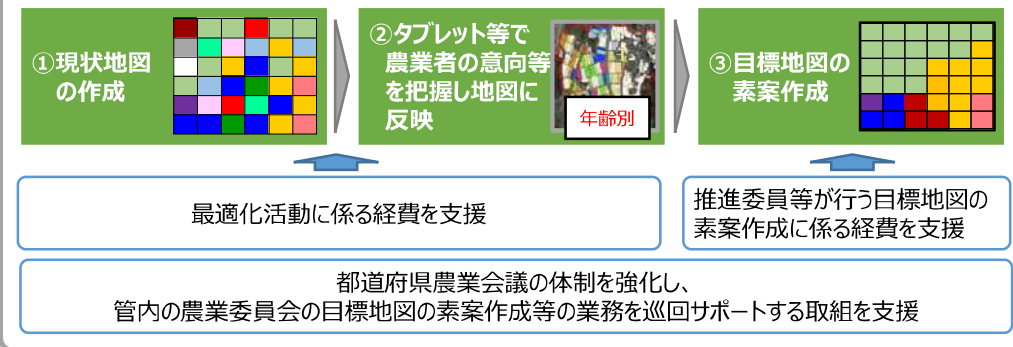 ①現状地図
の作成
②タブレット等で
農業者の意向等
を把握し地図に
反映
年齢別
③目標地図の
素案作成
最適化活動に係る経費を支援
推進委員等が行う目標地図の
素案作成に係る経費を支援
都道府県農業会議の体制を強化し、
管内の農業委員会の目標地図の素案作成等の業務を巡回サポートする取組を支援